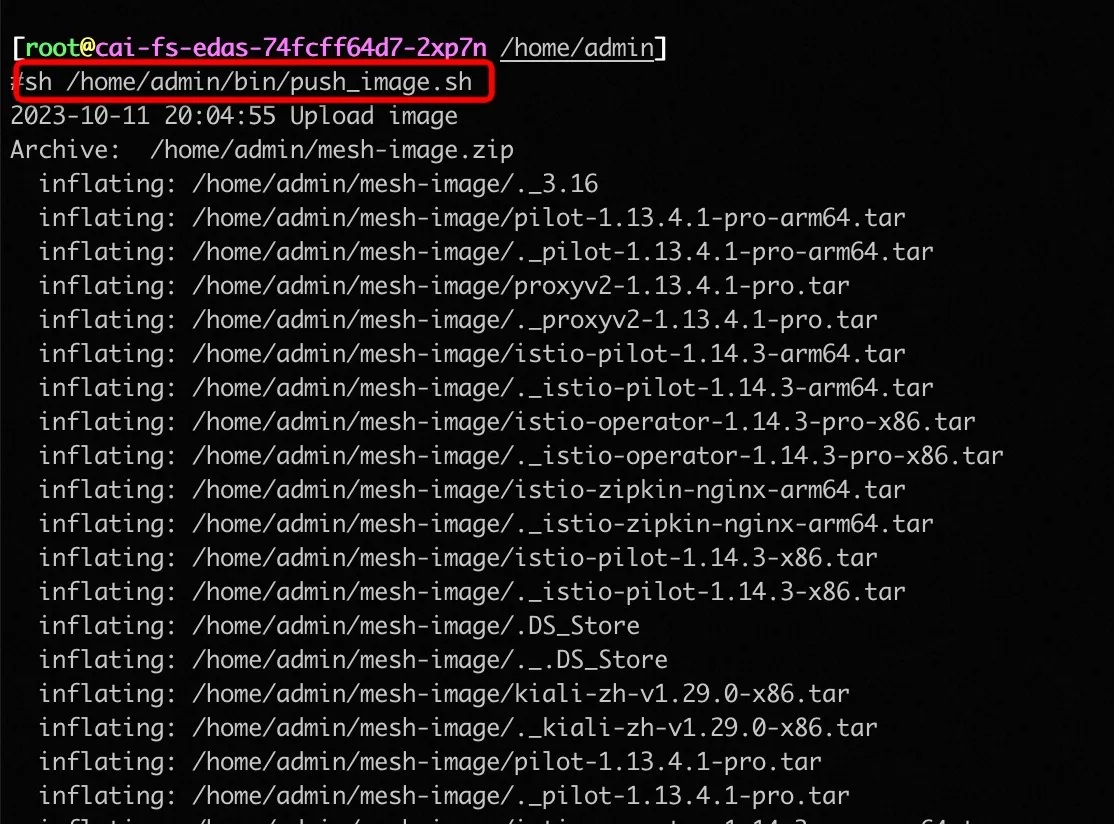 [root@cai-fs-edas-74fcff64d7-2xp7n /home/admin]
#sh /home/admin/bin/push_image.sh
2023-10-11 20:04:55 Upload image
Archive:  /home/admin/mesh-image.zip
  inflating: /home/admin/mesh-image/._3.16
  inflating: /home/admin/mesh-image/pilot-1.13.4.1-pro-arm64.tar
  inflating: /home/admin/mesh-image/._pilot-1.13.4.1-pro-arm64.tar
  inflating: /home/admin/mesh-image/proxyv2-1.13.4.1-pro.tar
  inflating: /home/admin/mesh-image/._proxyv2-1.13.4.1-pro.tar
  inflating: /home/admin/mesh-image/istio-pilot-1.14.3-arm64.tar
  inflating: /home/admin/mesh-image/._istio-pilot-1.14.3-arm64.tar
  inflating: /home/admin/mesh-image/istio-operator-1.14.3-pro-x86.tar
  inflating: /home/admin/mesh-image/._istio-operator-1.14.3-pro-x86.tar
  inflating: /home/admin/mesh-image/istio-zipkin-nginx-arm64.tar
  inflating: /home/admin/mesh-image/._istio-zipkin-nginx-arm64.tar
  inflating: /home/admin/mesh-image/istio-pilot-1.14.3-x86.tar
  inflating: /home/admin/mesh-image/._istio-pilot-1.14.3-x86.tar
  inflating: /home/admin/mesh-image/.DS_Store
  inflating: /home/admin/mesh-image/._.DS_Store
  inflating: /home/admin/mesh-image/kiali-zh-v1.29.0-x86.tar
  inflating: /home/admin/mesh-image/._kiali-zh-v1.29.0-x86.tar
  inflating: /home/admin/mesh-image/pilot-1.13.4.1-pro.tar
  inflating: /home/admin/mesh-image/._pilot-1.13.4.1-pro.tar